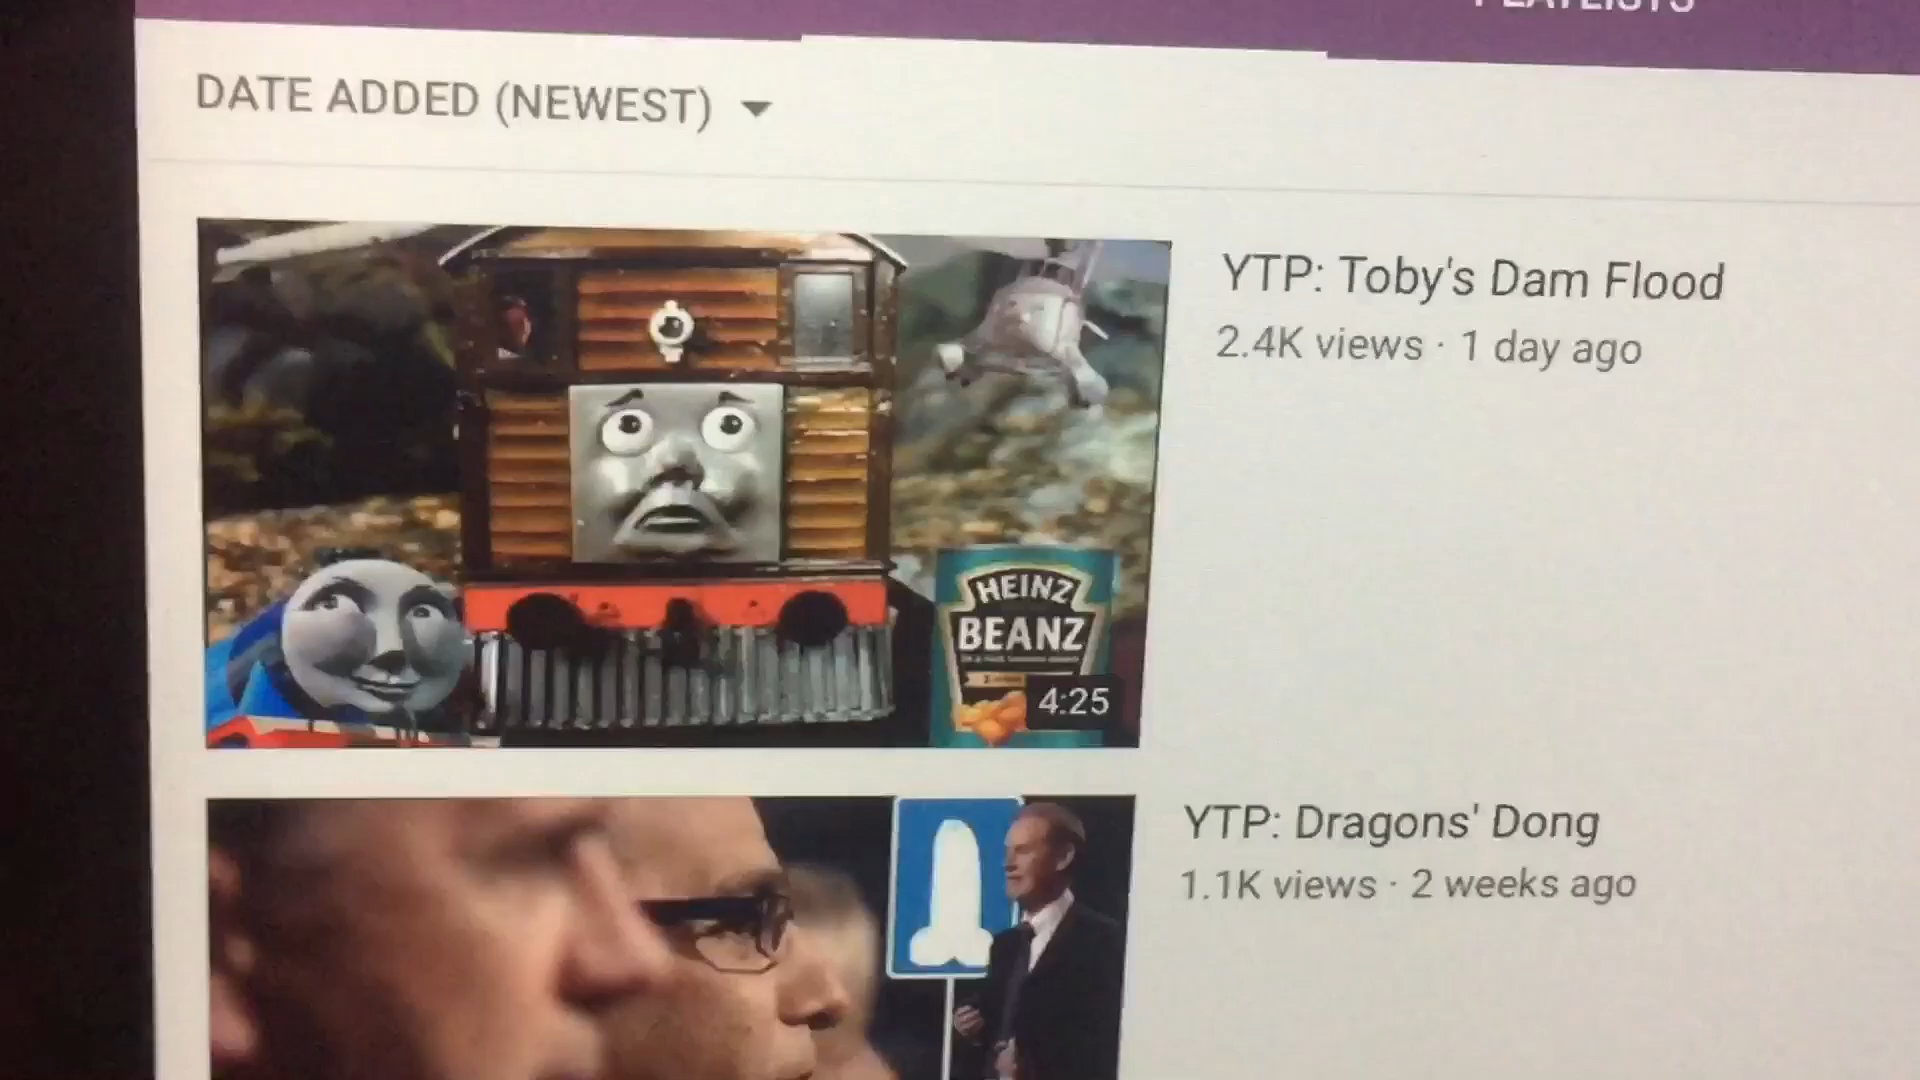 PLAYLISTS
DATE ADDED (NEWEST)
YTP: Toby's Dam Flood
2.4K views · 1 day ago
HEINZ
BEANZ
4:25
YTP: Dragons' Dong
1.1K views · 2 weeks ago